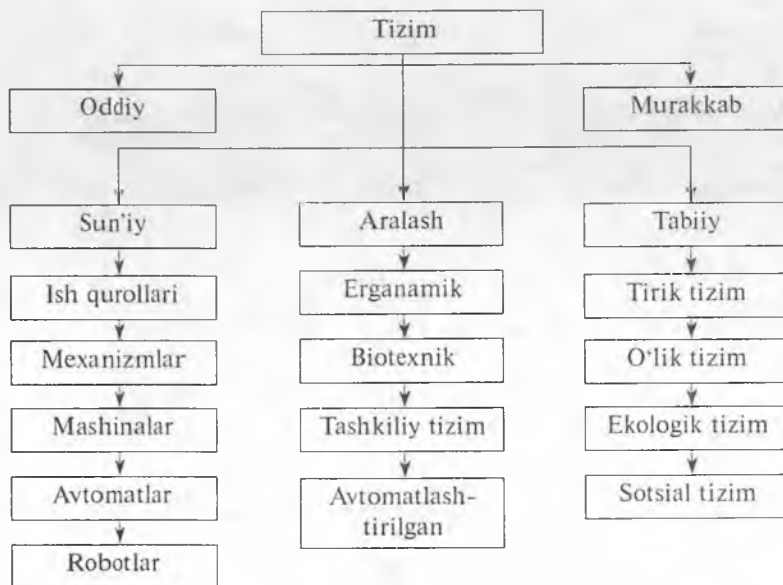 Tizim
Oddiy
Murakkab
Sun'iy
Aralash
Tabiiy
Ish qurollari
Erganamik
Tirik tizim
Mexanizmlar
Biotexnik
O'lik tizim
Mashinalar
Tashkiliy tizim
Ekologik tizim
Avtomatlar
Avtomatlash-
tirilgan
Sotsial tizim
Robotlar